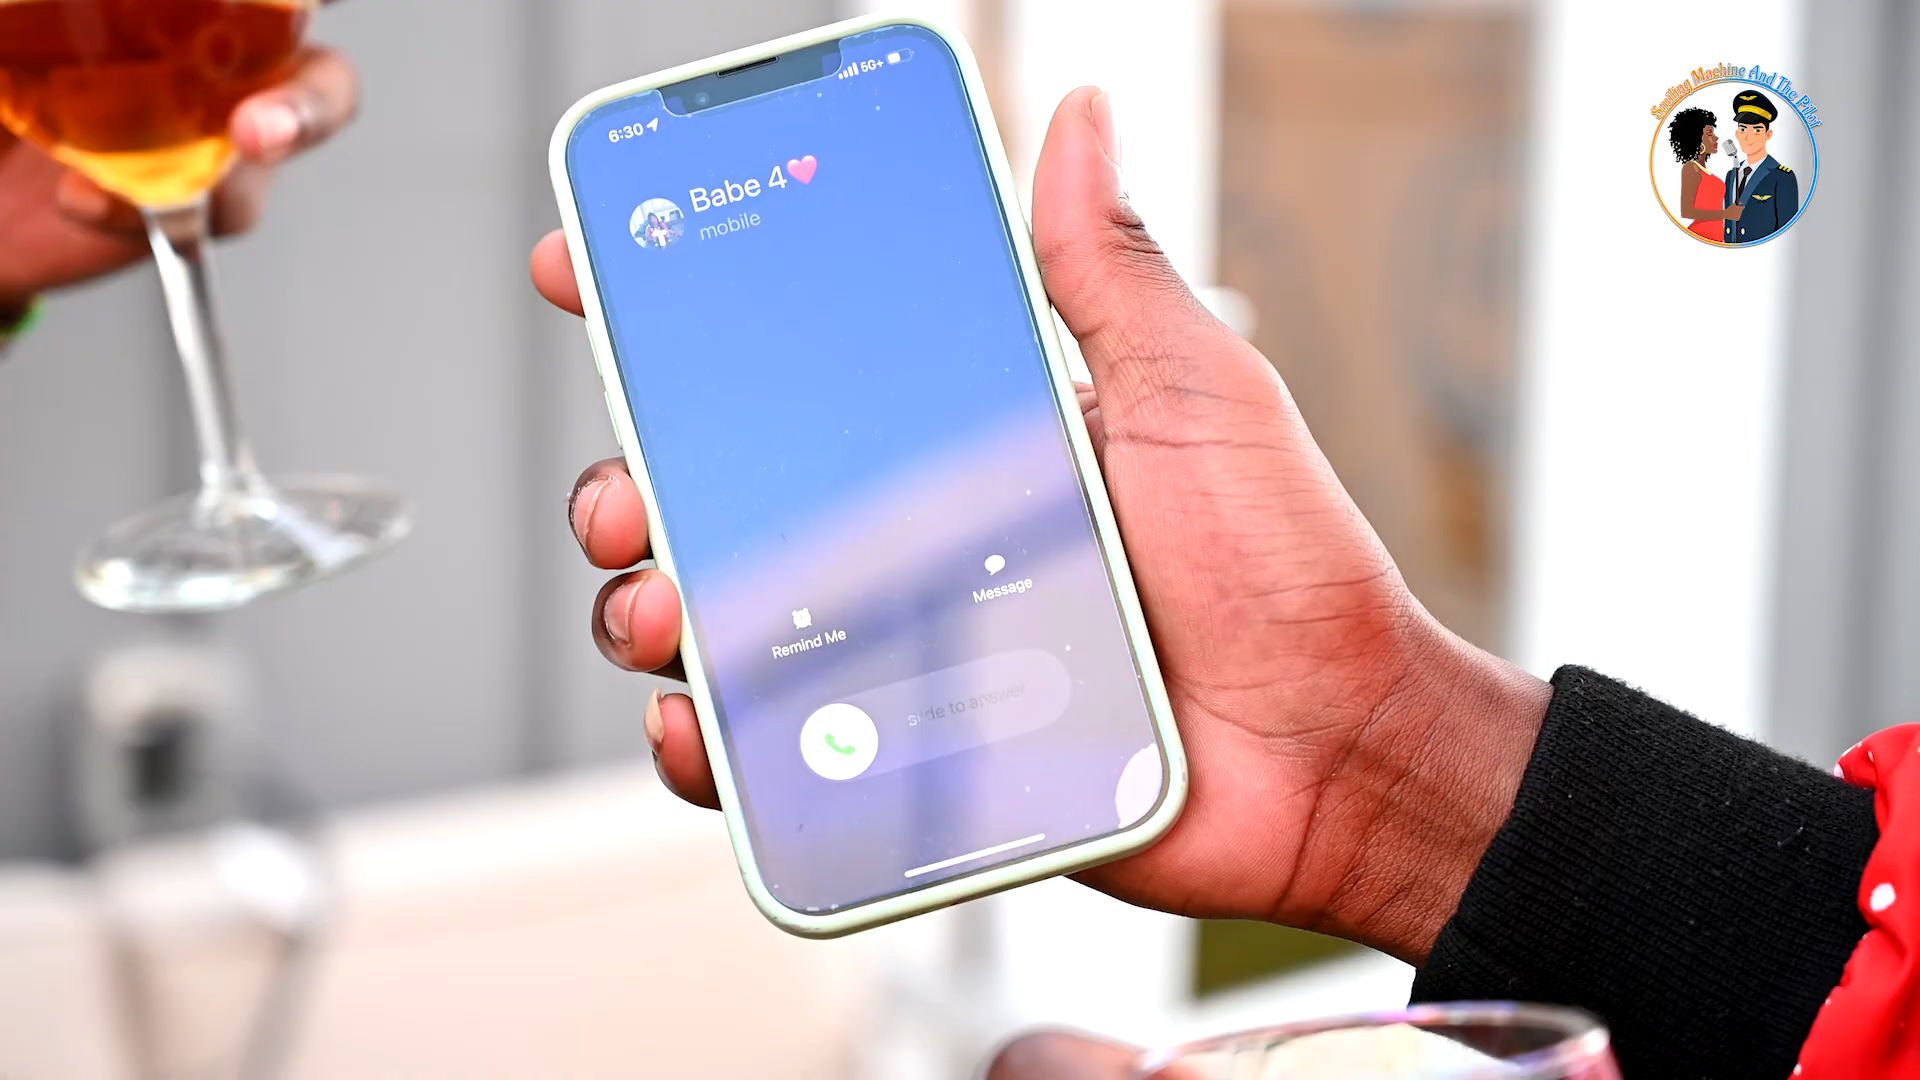 Smiling Machine And The Pilot
6:30
5G+
Babe 4🩷
mobile
Remind Me
Message
slide to answer